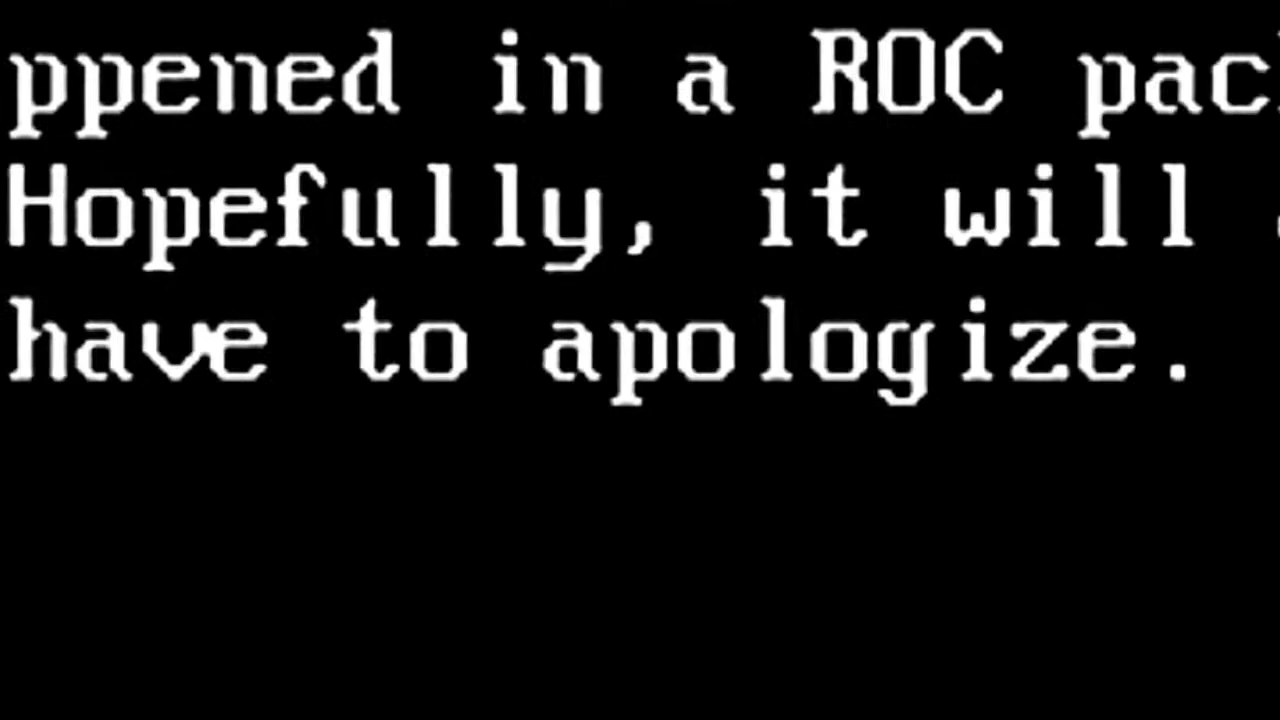 ppened in a ROC pac
Hopefully, it will
have to apologize.